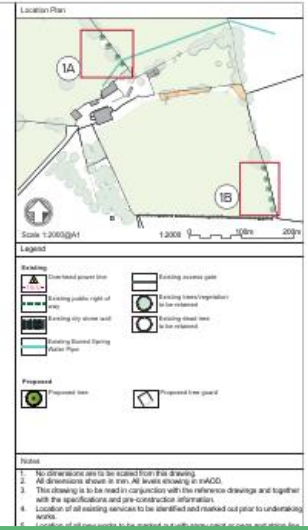 Location Plan
1A
1B
Scale 1:2000@A1
1:2000 0 100m 200m
Legend
Existing
Overhead power line
Existing access gate
Existing public right of way
Existing trees/vegetation to be retained
Existing dry stone wall
Existing dead tree to be retained
Existing Buried Spring Water Pipe
Proposed
Proposed tree
Proposed tree guard
Notes
1. No dimensions are to be scaled from this drawing.
2. All dimensions shown in mm. All levels showing in mAOD.
3. This drawing is to be read in conjunction with the reference drawings and together
with the specifications and pre-construction information.
4. Location of all existing services to be identified and marked out prior to undertaking
works.